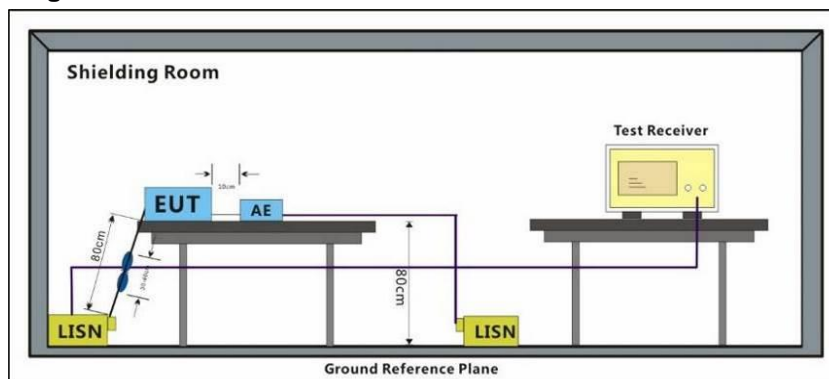 Shielding Room
Test Receiver
10cm
EUT
AE
80cm
80cm
LISN
LISN
Ground Reference Plane